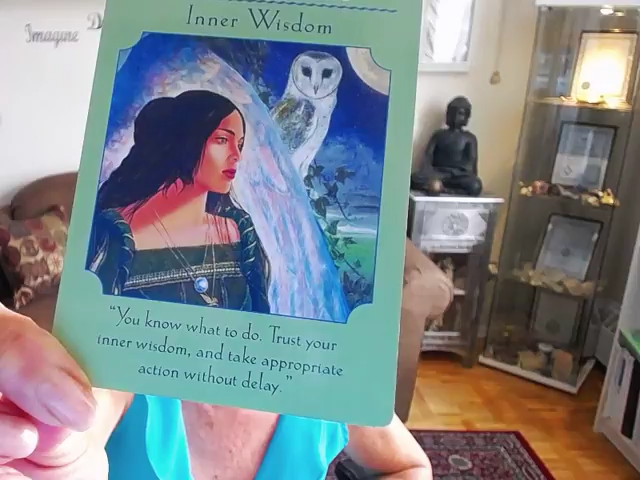 Imagine D
Inner Wisdom
“You know what to do. Trust your
inner wisdom, and take appropriate
action without delay.”